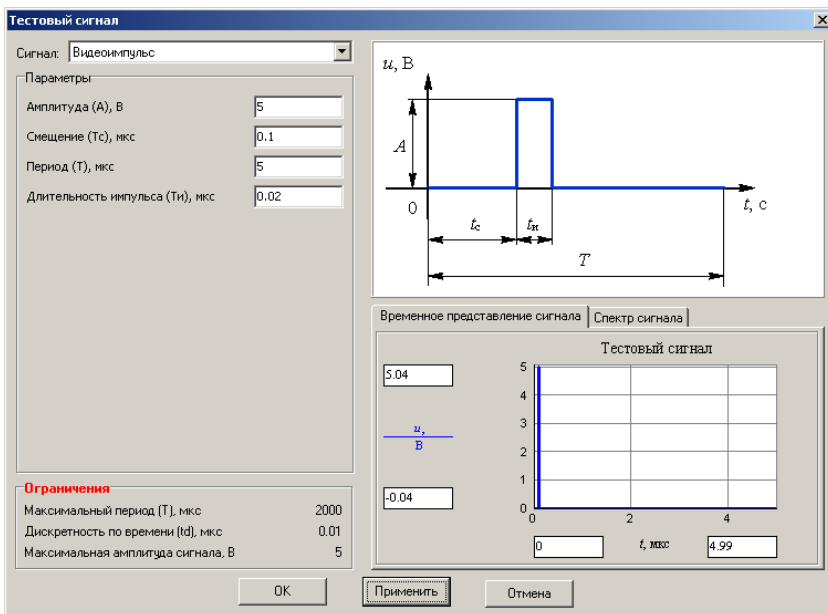 Тестовый сигнал
Сигнал: Видеоимпульс
Параметры
Амплитуда (А), В 5
Смещение (Тс), мкс 0.1
Период (Т), мкс 5
Длительность импульса (Ти), мкс 0.02
Ограничения
Максимальный период (Т), мкс 2000
Дискретность по времени (td), мкс 0.01
Максимальная амплитуда сигнала, В 5
u, В
A
0
t, с
tс
tи
T
Временное представление сигнала
Спектр сигнала
Тестовый сигнал
5.04
u,
В
-0.04
5
4
3
2
1
0
0 2 4
0 t, мкс 4.99
ОК Применить Отмена